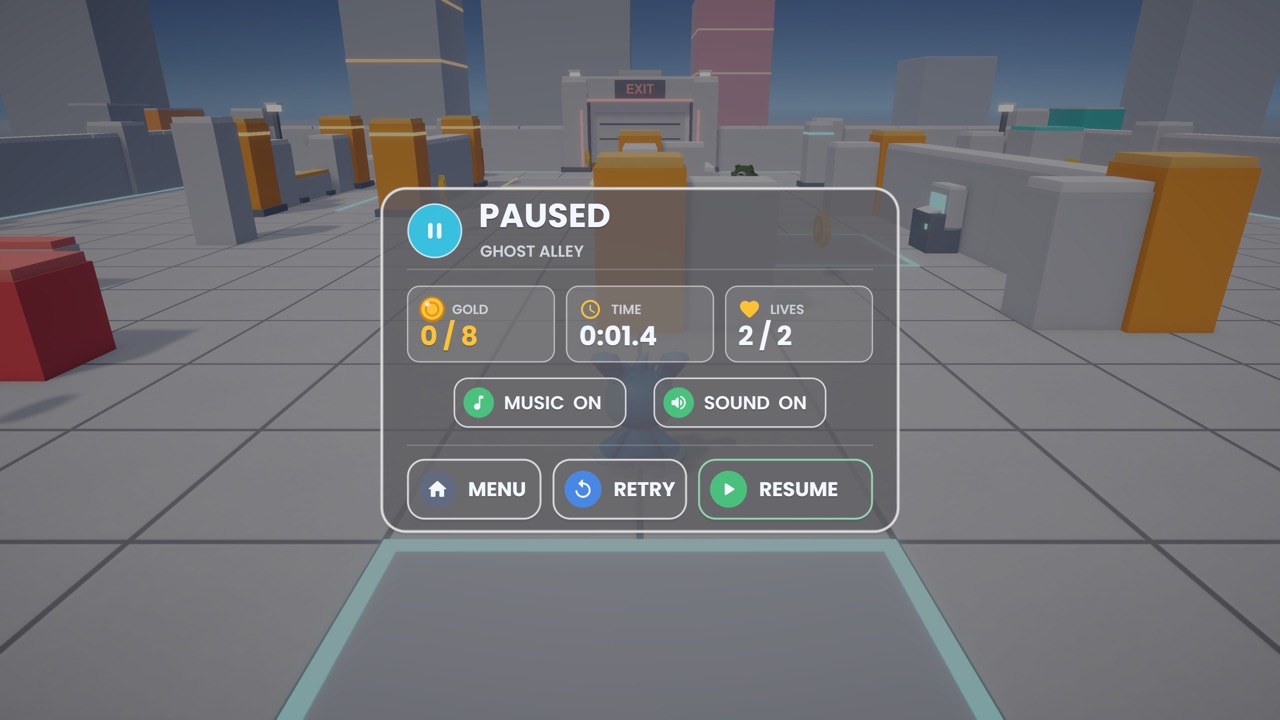 EXIT
PAUSED
GHOST ALLEY
GOLD
0 / 8
TIME
0:01.4
LIVES
2 / 2
MUSIC ON
SOUND ON
MENU
RETRY
RESUME